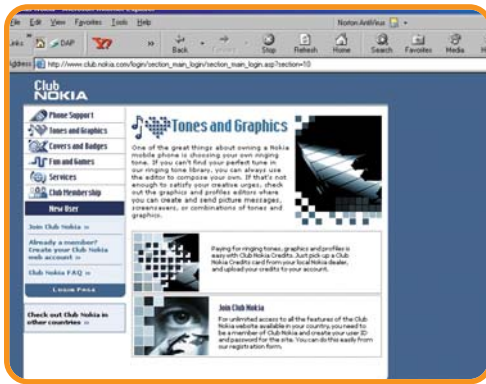 File Edit View Favorites Tools Help
Norton AntiVirus
Links DAP Y? »
Back Forward Stop Refresh Home Search Favorites Media
Address http://www.club.nokia.com/login/section_main_login/section_main_login.asp?section=10
Club
NOKIA
Phone Support
Tones and Graphics
Covers and Badges
Fun and Games
Services
Club Membership
New User
Join Club Nokia »
Already a member?
Create your Club Nokia
web account »
Club Nokia FAQ »
LOGIN PAGE
Check out Club Nokia in
other countries »
Tones and Graphics
One of the great things about owning a Nokia
mobile phone is choosing your own ringing
tone. If you can't find your perfect tune in
our ringing tone library, you can always use
the editor to compose your own. If that's not
enough to satisfy your creative urges, check
out the graphics and profiles editors where
you can create and send picture messages,
screensavers, or combinations of tones and
graphics.
Paying for ringing tones, graphics and profiles is
easy with Club Nokia Credits. Just pick up a Club
Nokia Credits card from your local Nokia dealer,
and upload your credits to your account.
Join Club Nokia
For unlimited access to all the features of the Club
Nokia website available in your country, you need to
be a member of Club Nokia and create your user ID
and password for the site. You can do this easily from
our registration form.